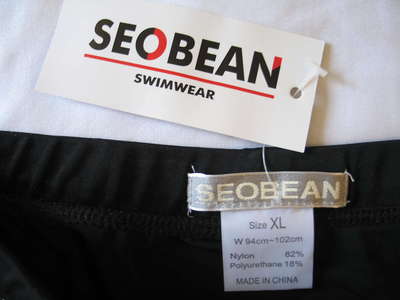 SEOBEAN
SWIMWEAR
SEOBEAN
Size XL
W 94cm~102cm
Nylon 82%
Polyurethane 18%
MADE IN CHINA